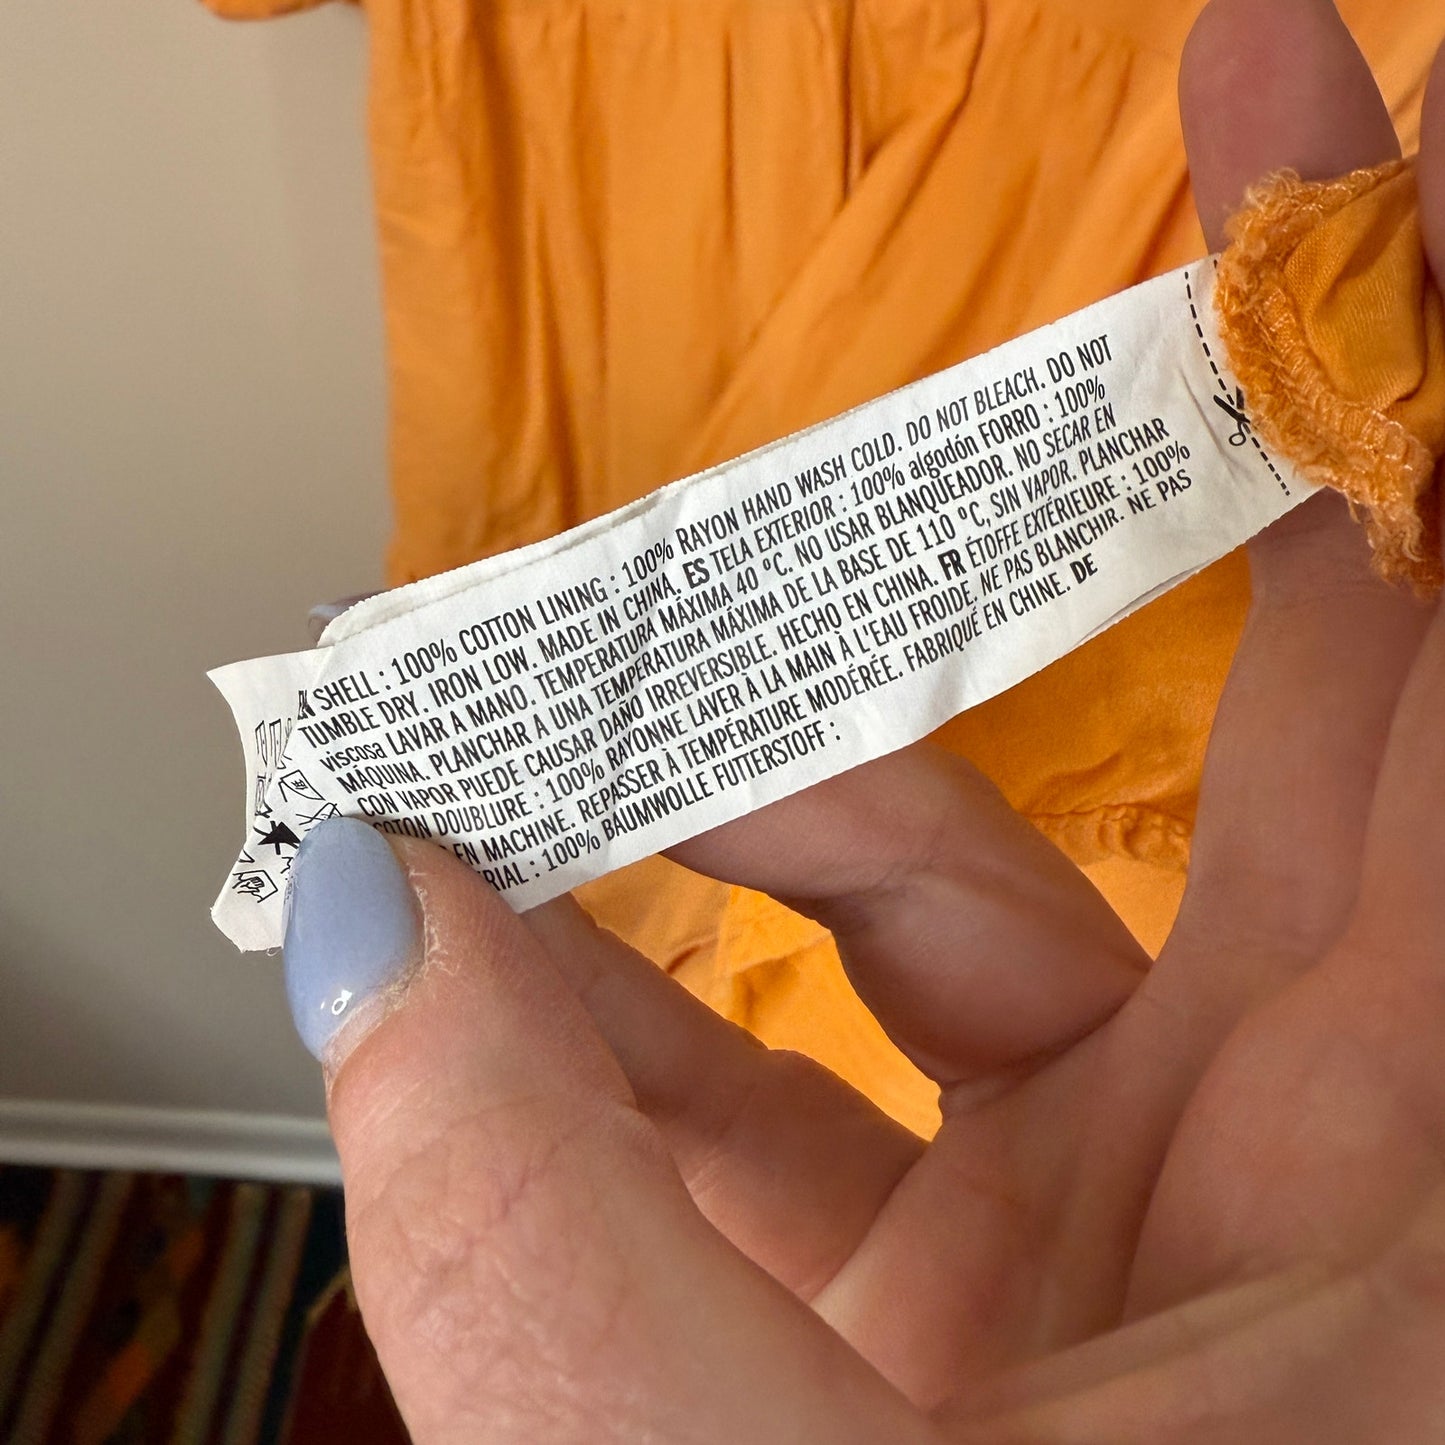 EN SHELL : 100% COTTON LINING : 100% RAYON HAND WASH COLD. DO NOT BLEACH. DO NOT
TUMBLE DRY. IRON LOW. MADE IN CHINA. ES TELA EXTERIOR : 100% algodón FORRO : 100%
viscosa LAVAR A MANO. TEMPERATURA MÁXIMA 40 ºC. NO USAR BLANQUEADOR. NO SECAR EN
MÁQUINA. PLANCHAR A UNA TEMPERATURA MÁXIMA DE LA BASE DE 110 ºC, SIN VAPOR. PLANCHAR
CON VAPOR PUEDE CAUSAR DAÑO IRREVERSIBLE. HECHO EN CHINA. FR ÉTOFFE EXTÉRIEURE : 100%
COTON DOUBLURE : 100% RAYONNE LAVER À LA MAIN À L'EAU FROIDE. NE PAS BLANCHIR. NE PAS
EN MACHINE. REPASSER À TEMPÉRATURE MODÉRÉE. FABRIQUÉ EN CHINE. DE
: 100% BAUMWOLLE FUTTERSTOFF :